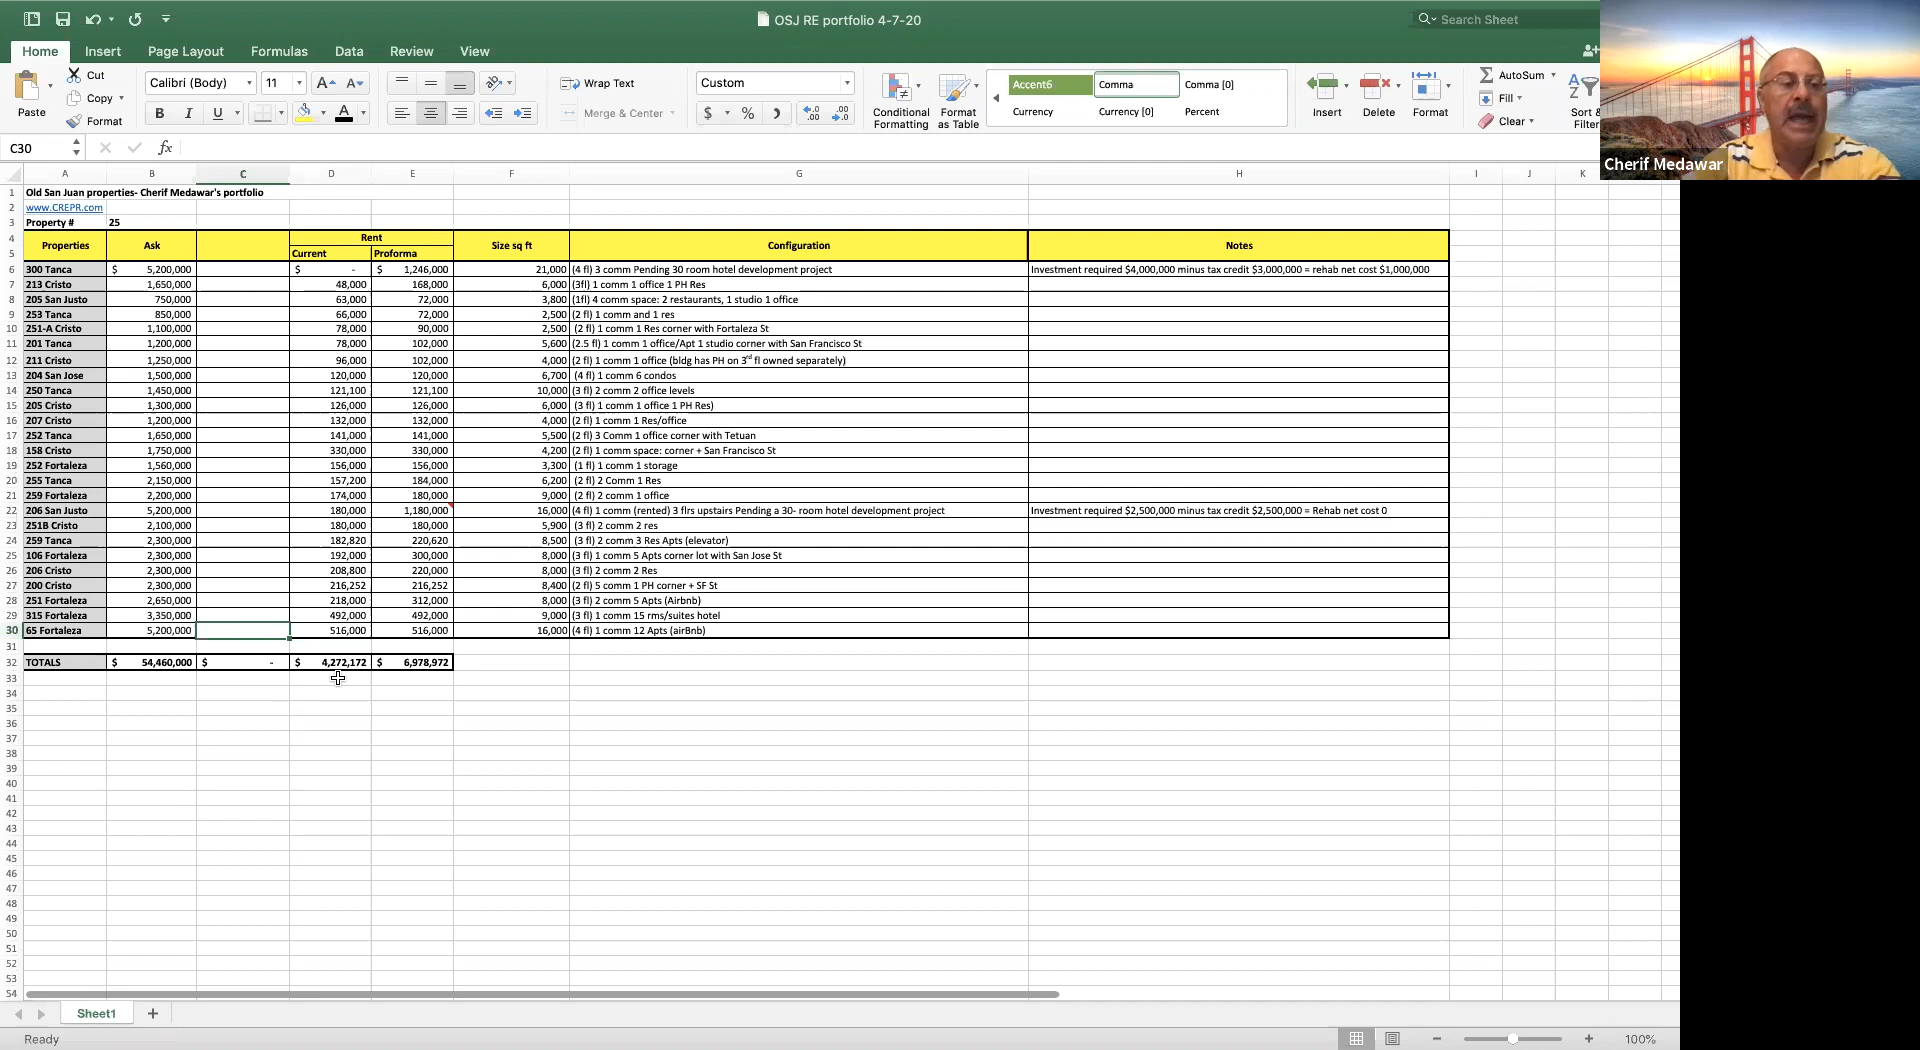 OSJ RE portfolio 4-7-20
Search Sheet
Home Insert Page Layout Formulas Data Review View
Paste
Cut
Copy
Format
Calibri (Body) 11
Wrap Text
Merge & Center
Custom
Conditional Formatting
Format as Table
Accent6 Comma Comma [0]
Currency Currency [0] Percent
Insert Delete Format
AutoSum
Fill
Clear
Sort &
Filter
Cherif Medawar
C30 fx
A B C D E F G H I J K
1 Old San Juan properties- Cherif Medawar's portfolio
2 www.CREPR.com
3 Property # 25
4 Properties Ask Rent Size sq ft Configuration Notes
5 Current Proforma
6 300 Tanca $ 5,200,000 $ - $ 1,246,000 21,000 (4 fl) 3 comm Pending 30 room hotel development project Investment required $4,000,000 minus tax credit $3,000,000 = rehab net cost $1,000,000
7 213 Cristo 1,650,000 48,000 168,000 6,000 (3fl) 1 comm 1 office 1 PH Res
8 205 San Justo 750,000 63,000 72,000 3,800 (1fl) 4 comm space: 2 restaurants, 1 studio 1 office
9 253 Tanca 850,000 66,000 72,000 2,500 (2 fl) 1 comm and 1 res
10 251-A Cristo 1,100,000 78,000 90,000 2,500 (2 fl) 1 comm 1 Res corner with Fortaleza St
11 201 Tanca 1,200,000 78,000 102,000 5,600 (2.5 fl) 1 comm 1 office/Apt 1 studio corner with San Francisco St
12 211 Cristo 1,250,000 96,000 102,000 4,000 (2 fl) 1 comm 1 office (bldg has PH on 3rd fl owned separately)
13 204 San Jose 1,500,000 120,000 120,000 6,700 (4 fl) 1 comm 6 condos
14 250 Tanca 1,450,000 121,100 121,100 10,000 (3 fl) 2 comm 2 office levels
15 205 Cristo 1,300,000 126,000 126,000 6,000 (3 fl) 1 comm 1 office 1 PH Res)
16 207 Cristo 1,200,000 132,000 132,000 4,000 (2 fl) 1 comm 1 Res/office
17 252 Tanca 1,650,000 141,000 141,000 5,500 (2 fl) 3 Comm 1 office corner with Tetuan
18 158 Cristo 1,750,000 330,000 330,000 4,200 (2 fl) 1 comm space: corner + San Francisco St
19 252 Fortaleza 1,560,000 156,000 156,000 3,300 (1 fl) 1 comm 1 storage
20 255 Tanca 2,150,000 157,200 184,000 6,200 (2 fl) 2 Comm 1 Res
21 259 Fortaleza 2,200,000 174,000 180,000 9,000 (2 fl) 2 comm 1 office
22 206 San Justo 5,200,000 180,000 1,180,000 16,000 (4 fl) 1 comm (rented) 3 flrs upstairs Pending a 30- room hotel development project Investment required $2,500,000 minus tax credit $2,500,000 = Rehab net cost 0
23 251B Cristo 2,100,000 180,000 180,000 5,900 (3 fl) 2 comm 2 res
24 259 Tanca 2,300,000 182,820 220,620 8,500 (3 fl) 2 comm 3 Res Apts (elevator)
25 106 Fortaleza 2,300,000 192,000 300,000 8,000 (3 fl) 1 comm 5 Apts corner lot with San Jose St
26 206 Cristo 2,300,000 208,800 220,000 8,000 (3 fl) 2 comm 2 Res
27 200 Cristo 2,300,000 216,252 216,252 8,400 (2 fl) 5 comm 1 PH corner + SF St
28 251 Fortaleza 2,650,000 218,000 312,000 8,000 (3 fl) 2 comm 5 Apts (Airbnb)
29 315 Fortaleza 3,350,000 492,000 492,000 9,000 (3 fl) 1 comm 15 rms/suites hotel
30 65 Fortaleza 5,200,000 516,000 516,000 16,000 (4 fl) 1 comm 12 Apts (airBnb)
31
32 TOTALS $ 54,460,000 $ - $ 4,272,172 $ 6,978,972
33
34
35
36
37
38
39
40
41
42
43
44
45
46
47
48
49
50
51
52
53
54
Sheet1
Ready 100%